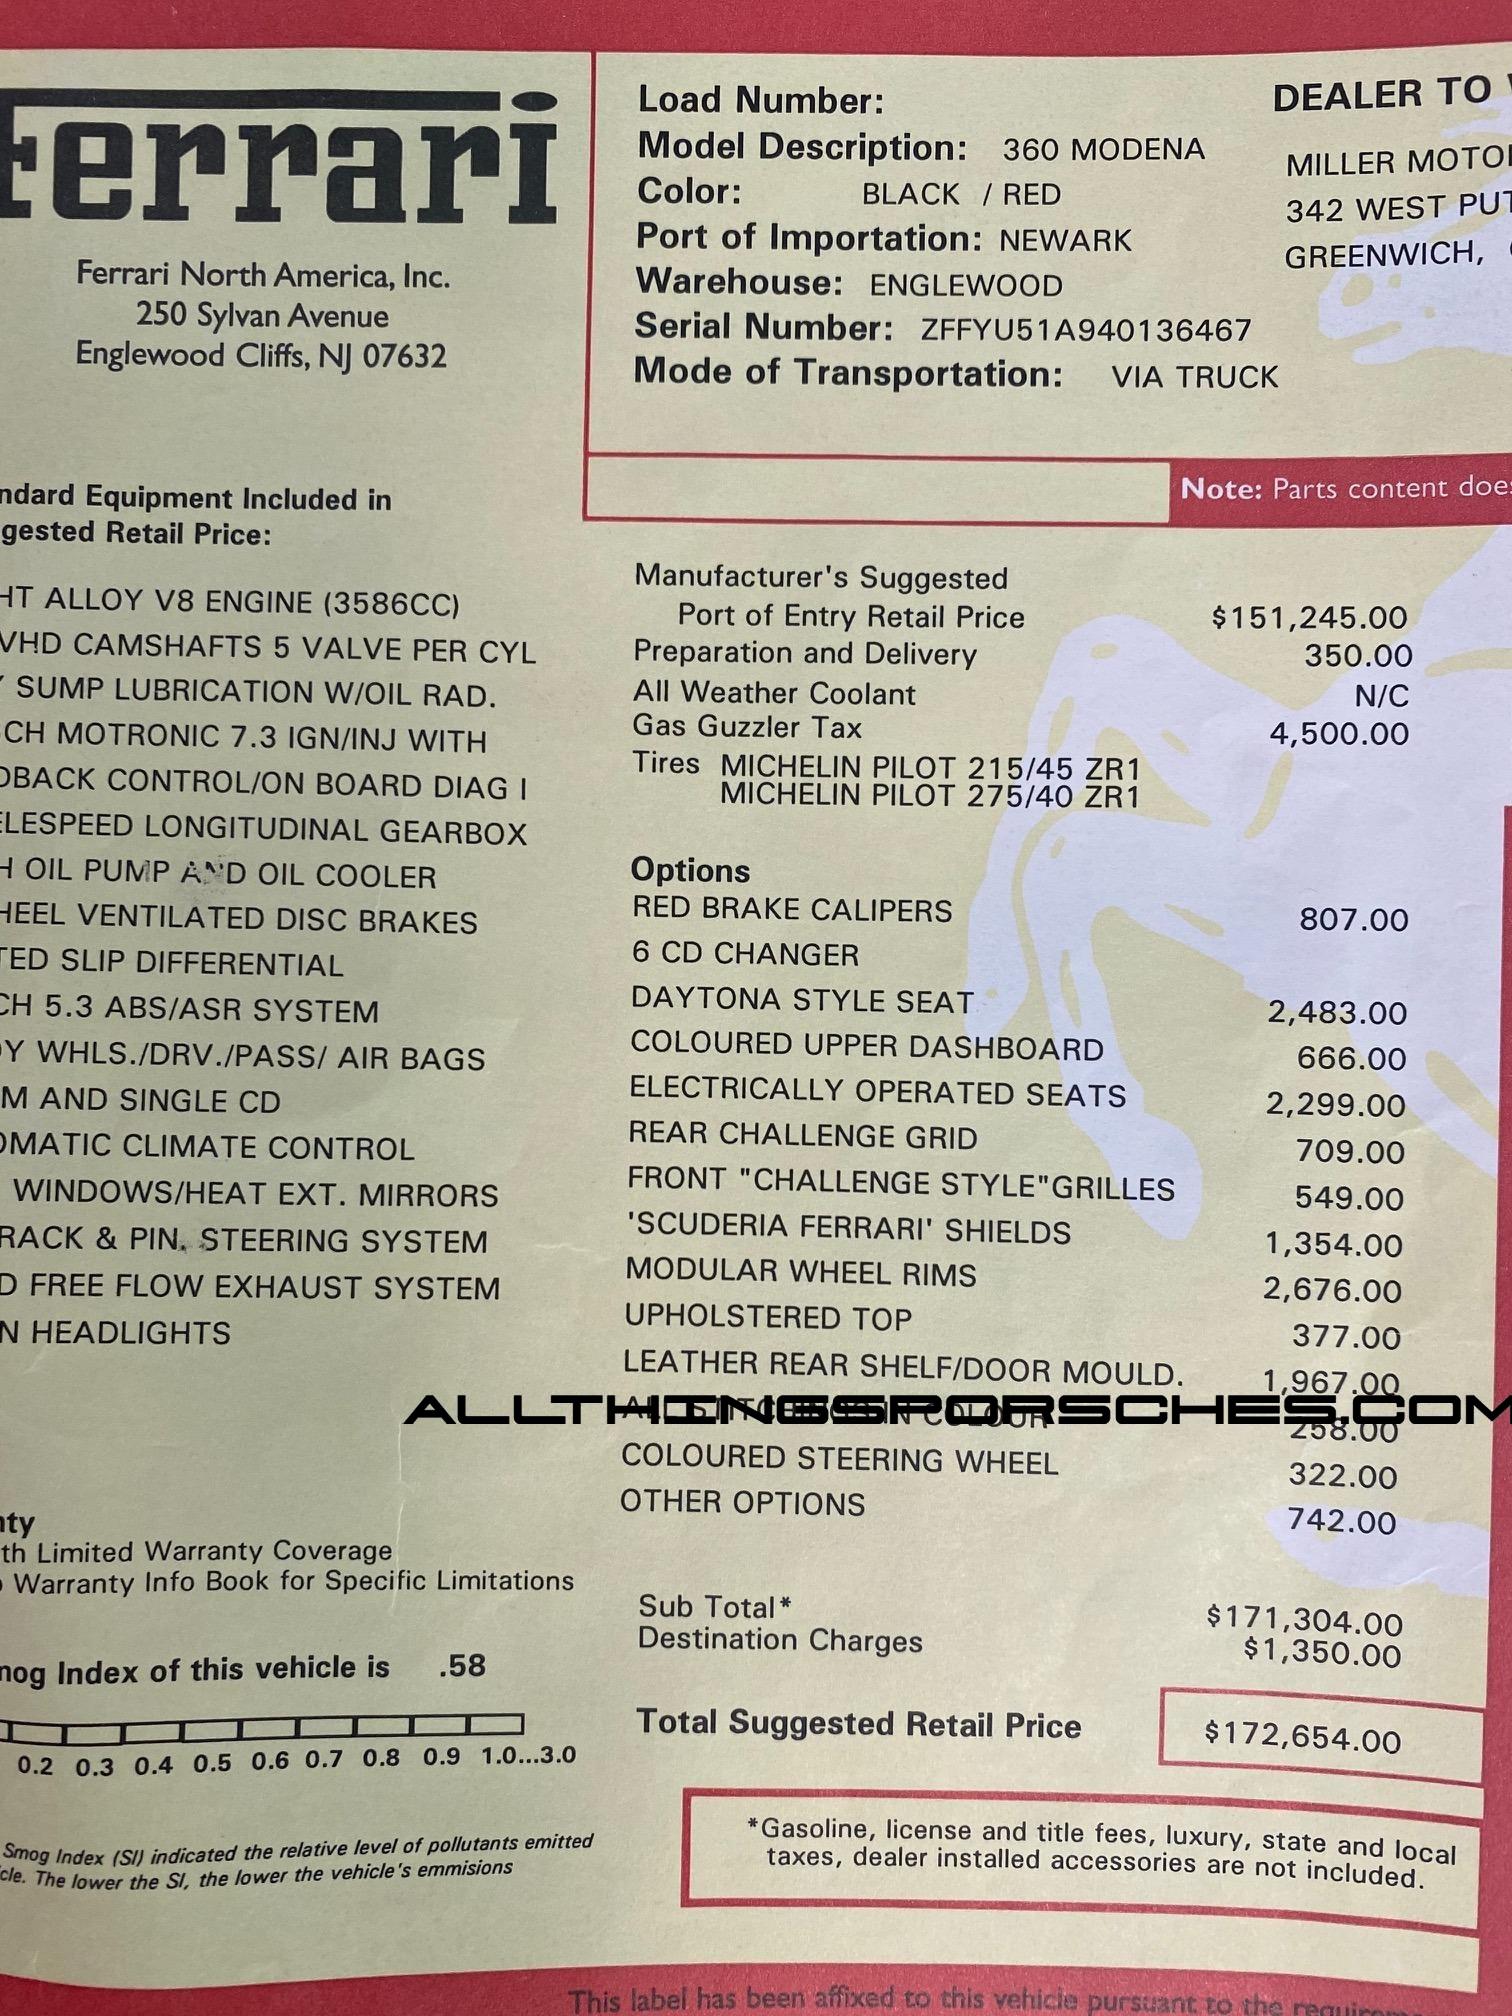 Ferrari
Ferrari North America, Inc.
250 Sylvan Avenue
Englewood Cliffs, NJ 07632
Load Number:
Model Description: 360 MODENA
Color: BLACK / RED
Port of Importation: NEWARK
Warehouse: ENGLEWOOD
Serial Number: ZFFYU51A940136467
Mode of Transportation: VIA TRUCK
DEALER TO
MILLER
342 WEST
GREENWICH,
Note: Parts content
ndard Equipment Included in
gested Retail Price:
HT ALLOY V8 ENGINE (3586CC)
VHD CAMSHAFTS 5 VALVE PER CYL
SUMP LUBRICATION W/OIL RAD.
CH MOTRONIC 7.3 IGN/INJ WITH
DBACK CONTROL/ON BOARD DIAG I
ELESPEED LONGITUDINAL GEARBOX
H OIL PUMP AND OIL COOLER
HEEL VENTILATED DISC BRAKES
TED SLIP DIFFERENTIAL
CH 5.3 ABS/ASR SYSTEM
OY WHLS./DRV./PASS/ AIR BAGS
M AND SINGLE CD
OMATIC CLIMATE CONTROL
WINDOWS/HEAT EXT. MIRRORS
RACK & PIN. STEERING SYSTEM
D FREE FLOW EXHAUST SYSTEM
N HEADLIGHTS
nty
th Limited Warranty Coverage
Warranty Info Book for Specific Limitations
mog Index of this vehicle is .58
0.2 0.3 0.4 0.5 0.6 0.7 0.8 0.9 1.0...3.0
Smog Index (SI) indicated the relative level of pollutants emitted
cle. The lower the SI, the lower the vehicle's emmisions
Manufacturer's Suggested
Port of Entry Retail Price $151,245.00
Preparation and Delivery 350.00
All Weather Coolant N/C
Gas Guzzler Tax 4,500.00
Tires MICHELIN PILOT 215/45 ZR1
MICHELIN PILOT 275/40 ZR1
Options
RED BRAKE CALIPERS 807.00
6 CD CHANGER
DAYTONA STYLE SEAT 2,483.00
COLOURED UPPER DASHBOARD 666.00
ELECTRICALLY OPERATED SEATS 2,299.00
REAR CHALLENGE GRID 709.00
FRONT "CHALLENGE STYLE"GRILLES 549.00
'SCUDERIA FERRARI' SHIELDS 1,354.00
MODULAR WHEEL RIMS 2,676.00
UPHOLSTERED TOP 377.00
LEATHER REAR SHELF/DOOR MOULD. 1,967.00
ALLTHINGSPORSCHES.COM
ALL STITCHINGS IN COLOUR 258.00
COLOURED STEERING WHEEL 322.00
OTHER OPTIONS 742.00
Sub Total* $171,304.00
Destination Charges $1,350.00
Total Suggested Retail Price $172,654.00
*Gasoline, license and title fees, luxury, state and local
taxes, dealer installed accessories are not included.
This label has been affixed to this vehicle pursuant to the